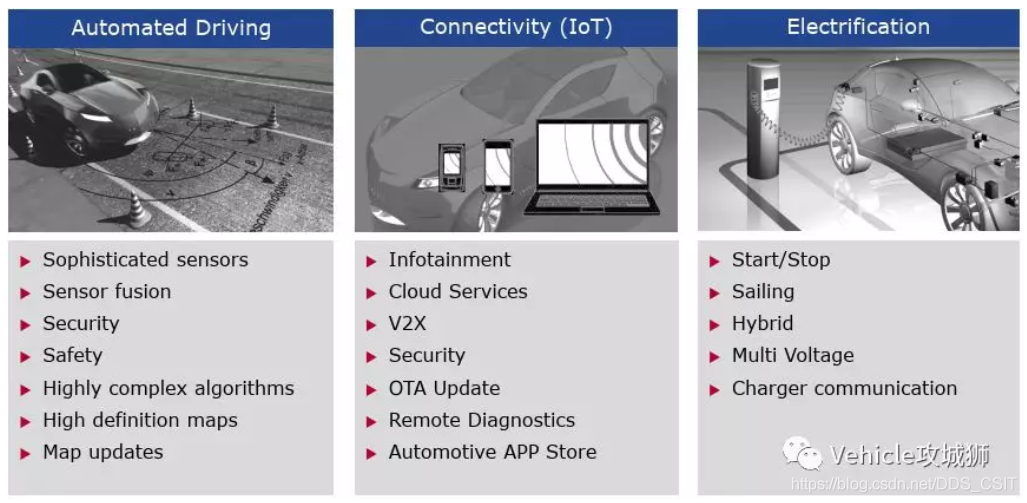 Automated Driving
Connectivity (IoT)
Electrification
Sophisticated sensors
Sensor fusion
Security
Safety
Highly complex algorithms
High definition maps
Map updates
Infotainment
Cloud Services
V2X
Security
OTA Update
Remote Diagnostics
Automotive APP Store
Start/Stop
Sailing
Hybrid
Multi Voltage
Charger communication
Vehicle攻城狮
https://blog.csdn.net/DDS_CSIT